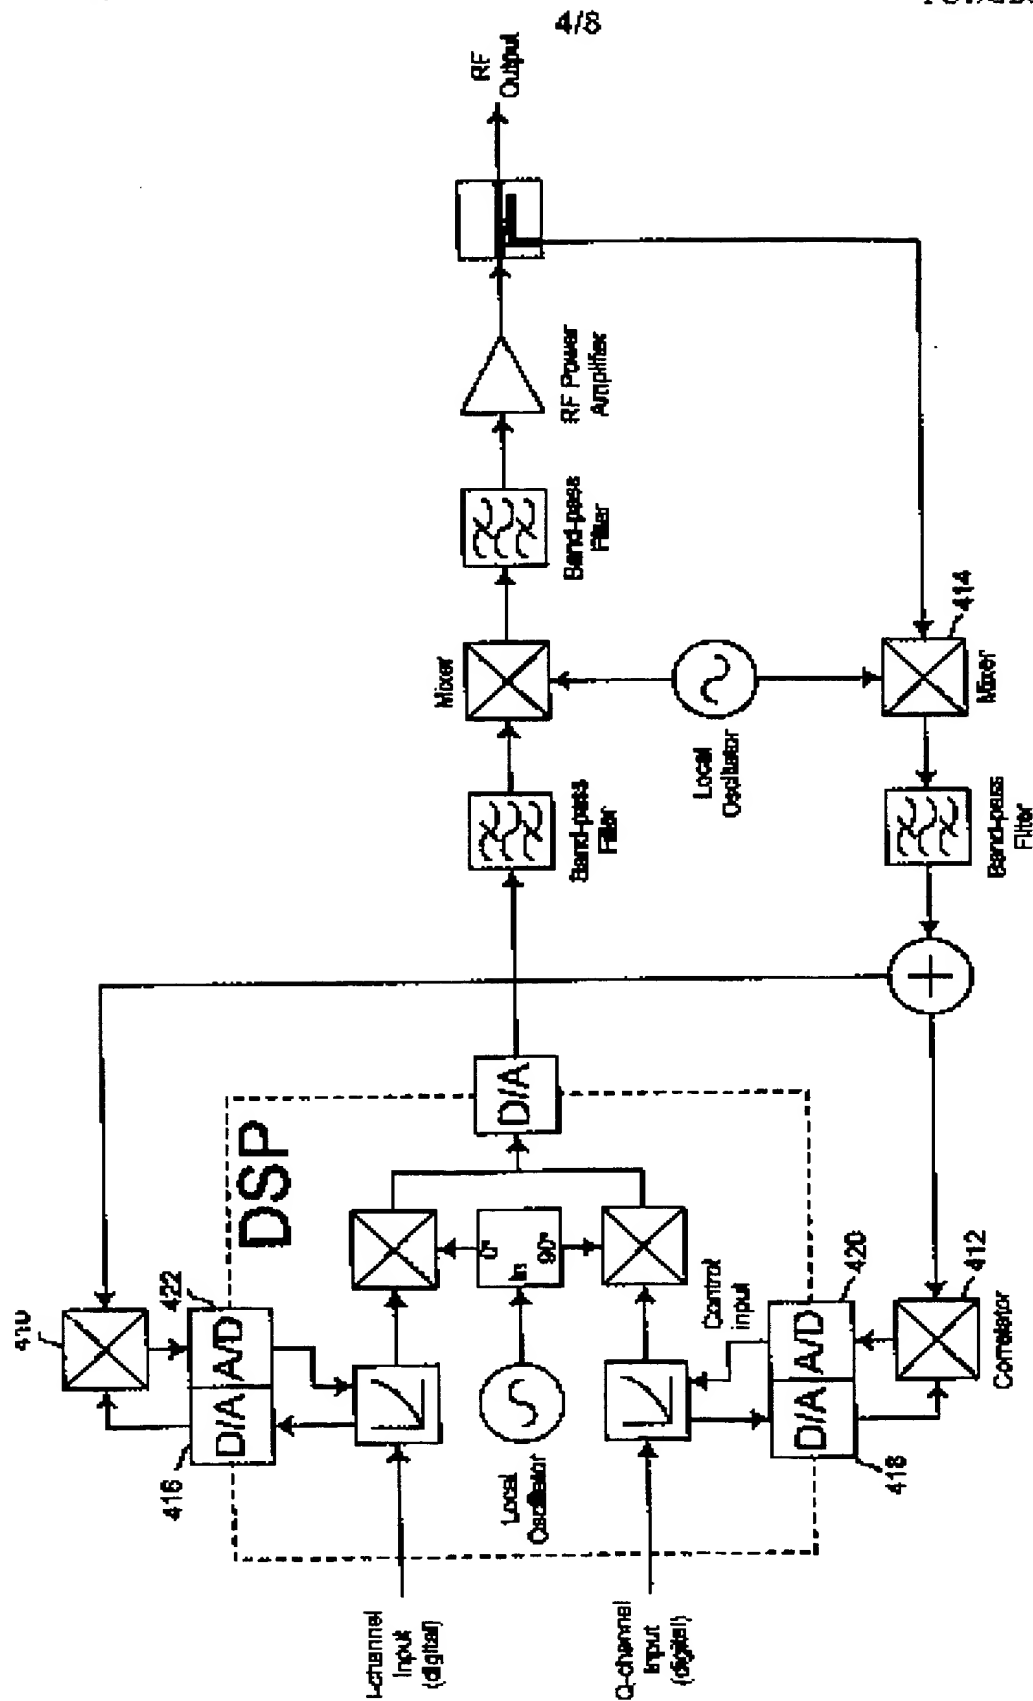 4/8
RF
Output
RF Power
Amplifier
Band-pass
Filter
Mixer
414
Mixer
Local
Oscillator
Band-pass
Filter
Band-pass
Filter
D/A
DSP
410
422
A/D
D/A
416
0°
In
90°
Local
Oscillator
Control
input
420
A/D
D/A
418
412
Correlator
I-channel
Input
(digital)
Q-channel
Input
(digital)